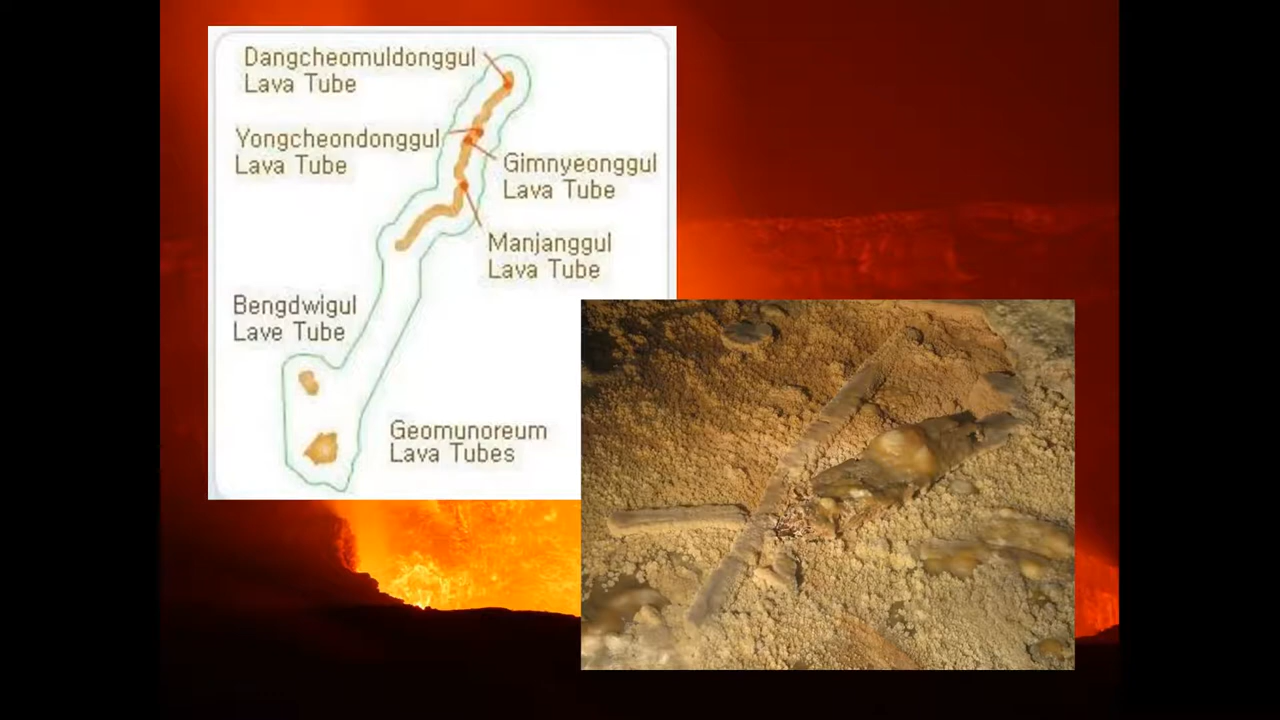 Dangcheomuldonggul
Lava Tube
Yongcheondonggul
Lava Tube
Gimnyeonggul
Lava Tube
Manjanggul
Lava Tube
Bengdwigul
Lave Tube
Geomunoreum
Lava Tubes